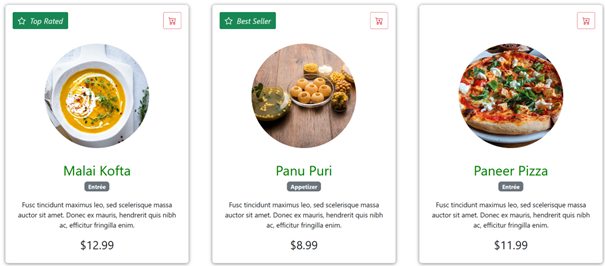 Top Rated
Malai Kofta
Entrée
Fusc tincidunt maximus leo, sed scelerisque massa
auctor sit amet. Donec ex mauris, hendrerit quis nibh
ac, efficitur fringilla enim.
$12.99
Best Seller
Panu Puri
Appetizer
Fusc tincidunt maximus leo, sed scelerisque massa
auctor sit amet. Donec ex mauris, hendrerit quis nibh
ac, efficitur fringilla enim.
$8.99
Paneer Pizza
Entrée
Fusc tincidunt maximus leo, sed scelerisque massa
auctor sit amet. Donec ex mauris, hendrerit quis nibh
ac, efficitur fringilla enim.
$11.99